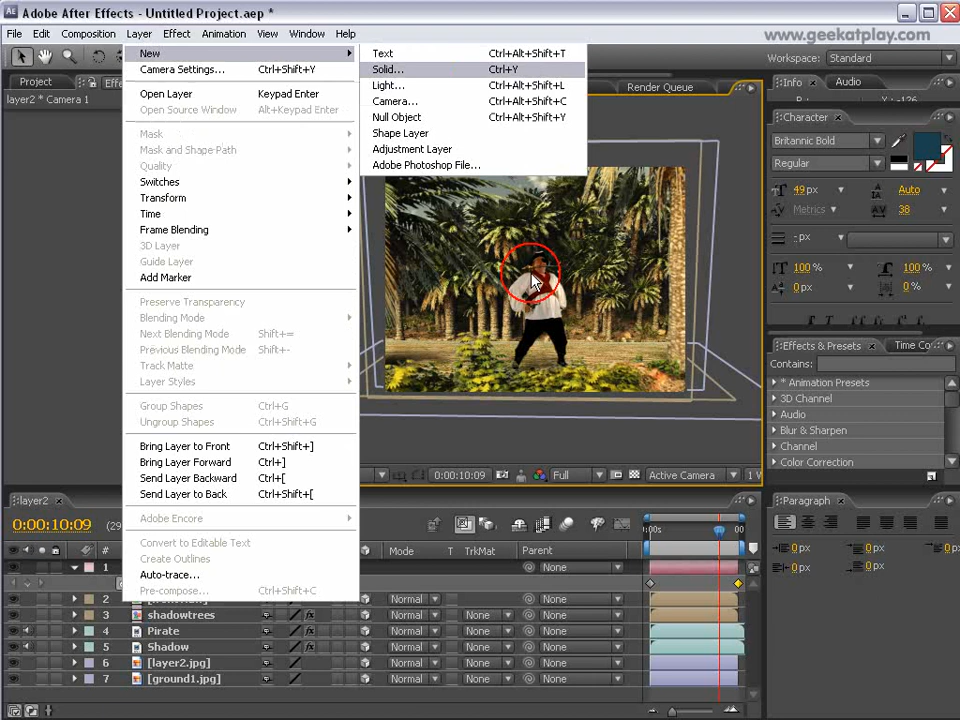 Adobe After Effects - Untitled Project.aep *
File Edit Composition Layer Effect Animation View Window Help
www.geekatplay.com
Workspace: Standard...
Project
layer2* Camera 1
New
Camera Settings... Ctrl+Shift+Y
Open Layer Keypad Enter
Open Source Window Alt+Keypad Enter
Mask
Mask and Shape Path
Quality
Switches
Transform
Time
Frame Blending
3D Layer
Guide Layer
Add Marker
Preserve Transparency
Blending Mode
Next Blending Mode Shift+=
Previous Blending Mode Shift+-
Track Matte
Layer Styles
Group Shapes Ctrl+G
Ungroup Shapes Ctrl+Shift+G
Bring Layer to Front Ctrl+Shift+]
Bring Layer Forward Ctrl+]
Send Layer Backward Ctrl+[
Send Layer to Back Ctrl+Shift+[
Adobe Encore
Convert to Editable Text
Create Outlines
Auto-trace...
Pre-compose... Ctrl+Shift+C
Text Ctrl+Alt+Shift+T
Solid... Ctrl+Y
Light... Ctrl+Alt+Shift+L
Camera... Ctrl+Alt+Shift+C
Null Object Ctrl+Alt+Shift+Y
Shape Layer
Adjustment Layer
Adobe Photoshop File...
Render Queue
Info Audio
Character
Britannic Bold
Regular
49 px Auto
Metrics 38
- px
100 % 100 %
0 px 0 %
Effects & Presets Time Co
Contains:
* Animation Presets
3D Channel
Audio
Blur & Sharpen
Channel
Color Correction
0:00:10:09 Full Active Camera 1 V
layer2
0:00:10:09
Paragraph
0 px 0 px 0 px
0 px 0 px
# Mode T TrkMat Parent
1 None
2 Normal None None
3 shadowtrees Normal None None
4 Pirate Normal None None
5 Shadow Normal None None
6 [layer2.jpg] Normal None None
7 [ground1.jpg] Normal None None